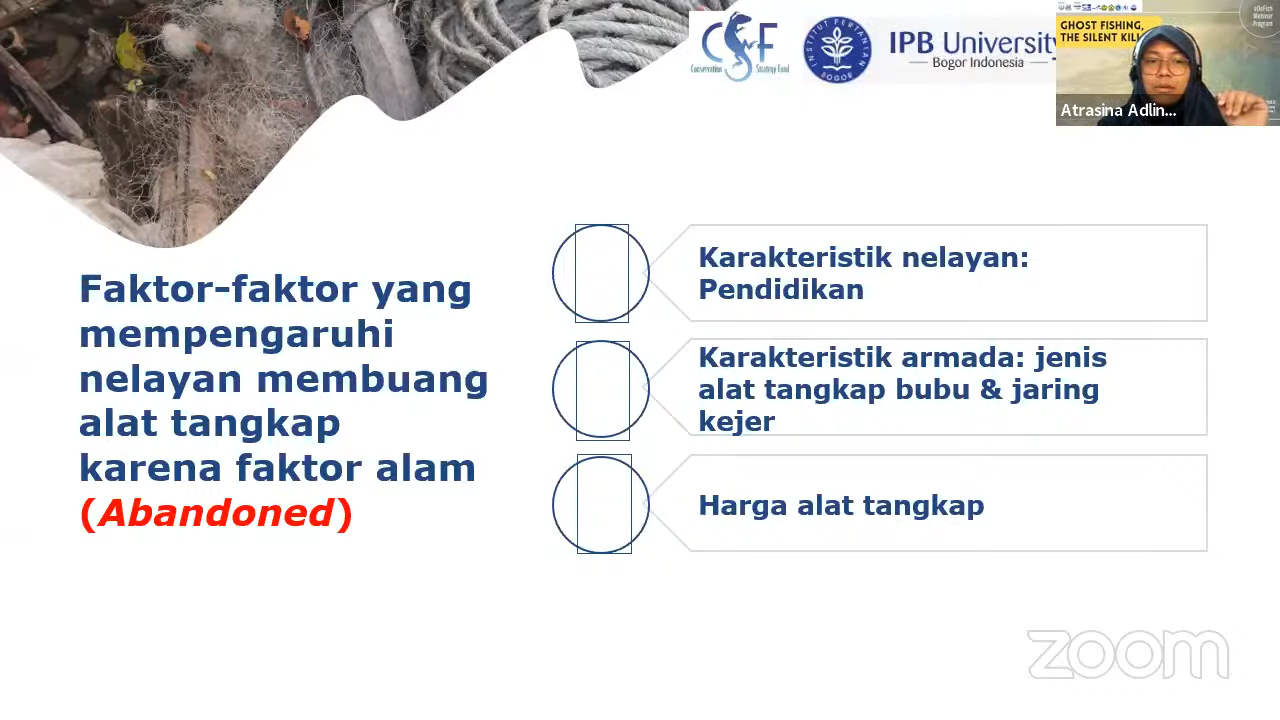 CSF
Conservation Strategy Fund
INSTITUT PERTANIAN
BOGOR
IPB University
Bogor Indonesia
GHOST FISHING,
THE SILENT
Webinar
Program
Atrasina Adlin...
Faktor-faktor yang
mempengaruhi
nelayan membuang
alat tangkap
karena faktor alam
(Abandoned)
Karakteristik nelayan:
Pendidikan
Karakteristik armada: jenis
alat tangkap bubu & jaring
kejer
Harga alat tangkap
zoom